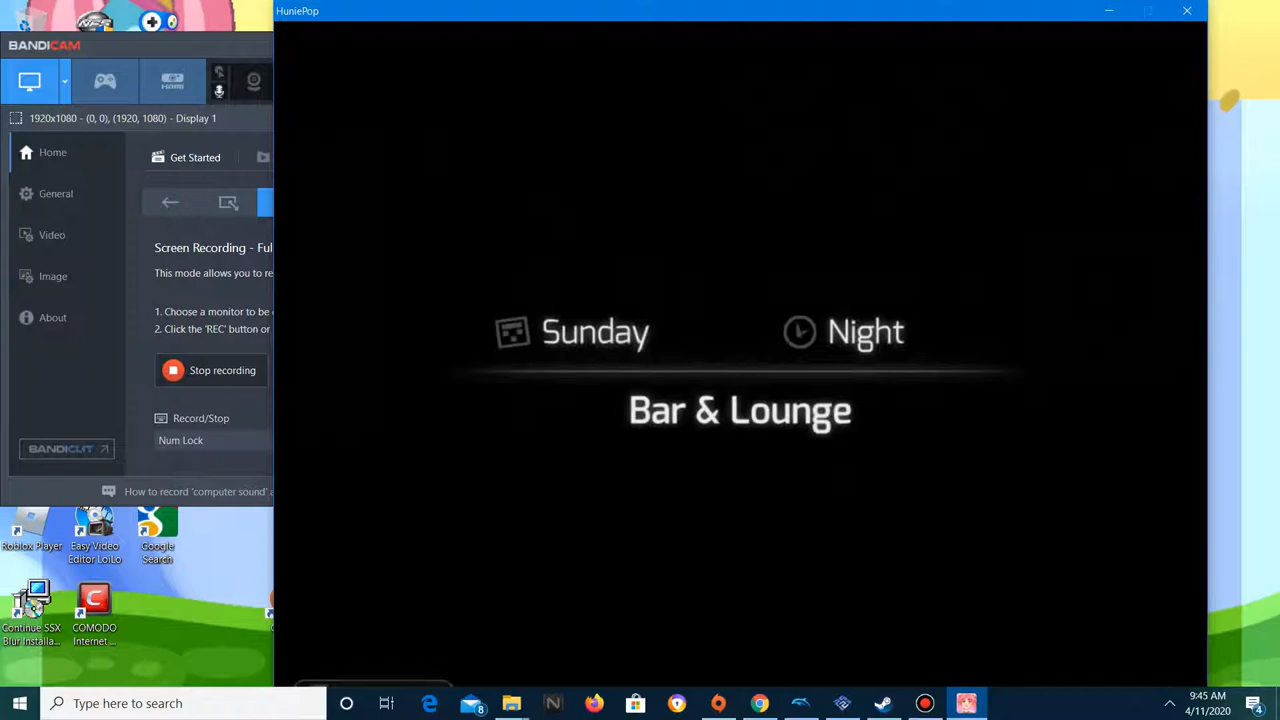 HuniePop
BANDICAM
HDMI
1920x1080 - (0, 0), (1920, 1080) - Display 1
Home
Get Started
General
Video
Screen Recording - Ful
This mode allows you to re
Image
1. Choose a monitor to be
About
2. Click the 'REC' button or
Stop recording
Record/Stop
Num Lock
BANDICUT
How to record 'computer sound' a
Sunday
Night
Bar & Lounge
Roblox Player
Easy Video
Editor LoiLo
Google
Search
Continue SSX
Blur Installa...
COMODO
Internet ...
Type here to search
8
9:45 AM
4/11/2020
4